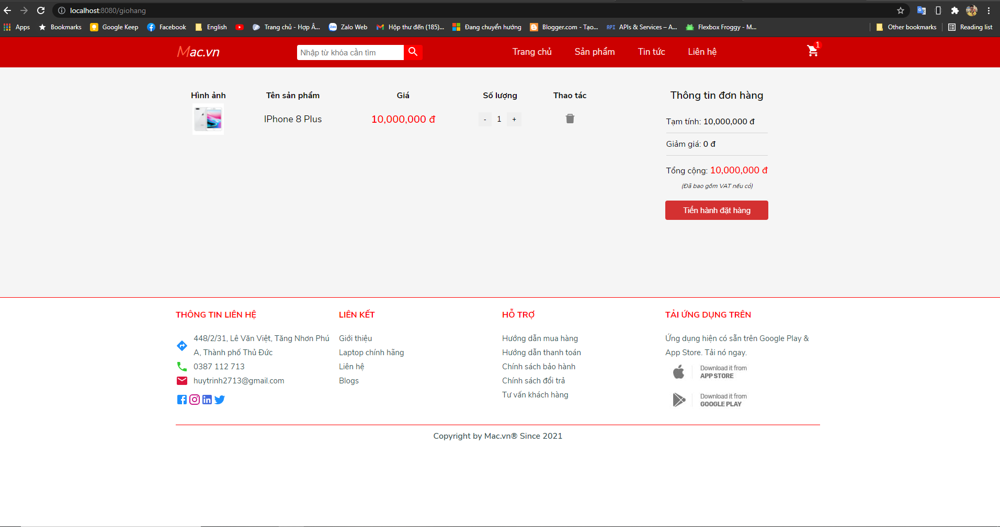 localhost:8080/giohang
Apps Bookmarks Google Keep Facebook English Trang chủ - Hợp Â... Zalo Web Hộp thư đến (185)... Đang chuyển hướng Blogger.com - Tạo... API APIs & Services – A... Flexbox Froggy - M... Other bookmarks Reading list
Mac.vn Nhập từ khóa cần tìm Trang chủ Sản phẩm Tin tức Liên hệ 1
Hình ảnh Tên sản phẩm Giá Số lượng Thao tác
IPhone 8 Plus 10,000,000 đ - 1 +
Thông tin đơn hàng
Tạm tính: 10,000,000 đ
Giảm giá: 0 đ
Tổng cộng: 10,000,000 đ
(Đã bao gồm VAT nếu có)
Tiến hành đặt hàng
THÔNG TIN LIÊN HỆ
448/2/31, Lê Văn Việt, Tăng Nhơn Phú
A, Thành phố Thủ Đức
0387 112 713
huytrinh2713@gmail.com
LIÊN KẾT
Giới thiệu
Laptop chính hãng
Liên hệ
Blogs
HỖ TRỢ
Hướng dẫn mua hàng
Hướng dẫn thanh toán
Chính sách bảo hành
Chính sách đổi trả
Tư vấn khách hàng
TẢI ỨNG DỤNG TRÊN
Ứng dụng hiện có sẵn trên Google Play &
App Store. Tải nó ngay.
Download it from
APP STORE
Download it from
GOOGLE PLAY
Copyright by Mac.vn® Since 2021